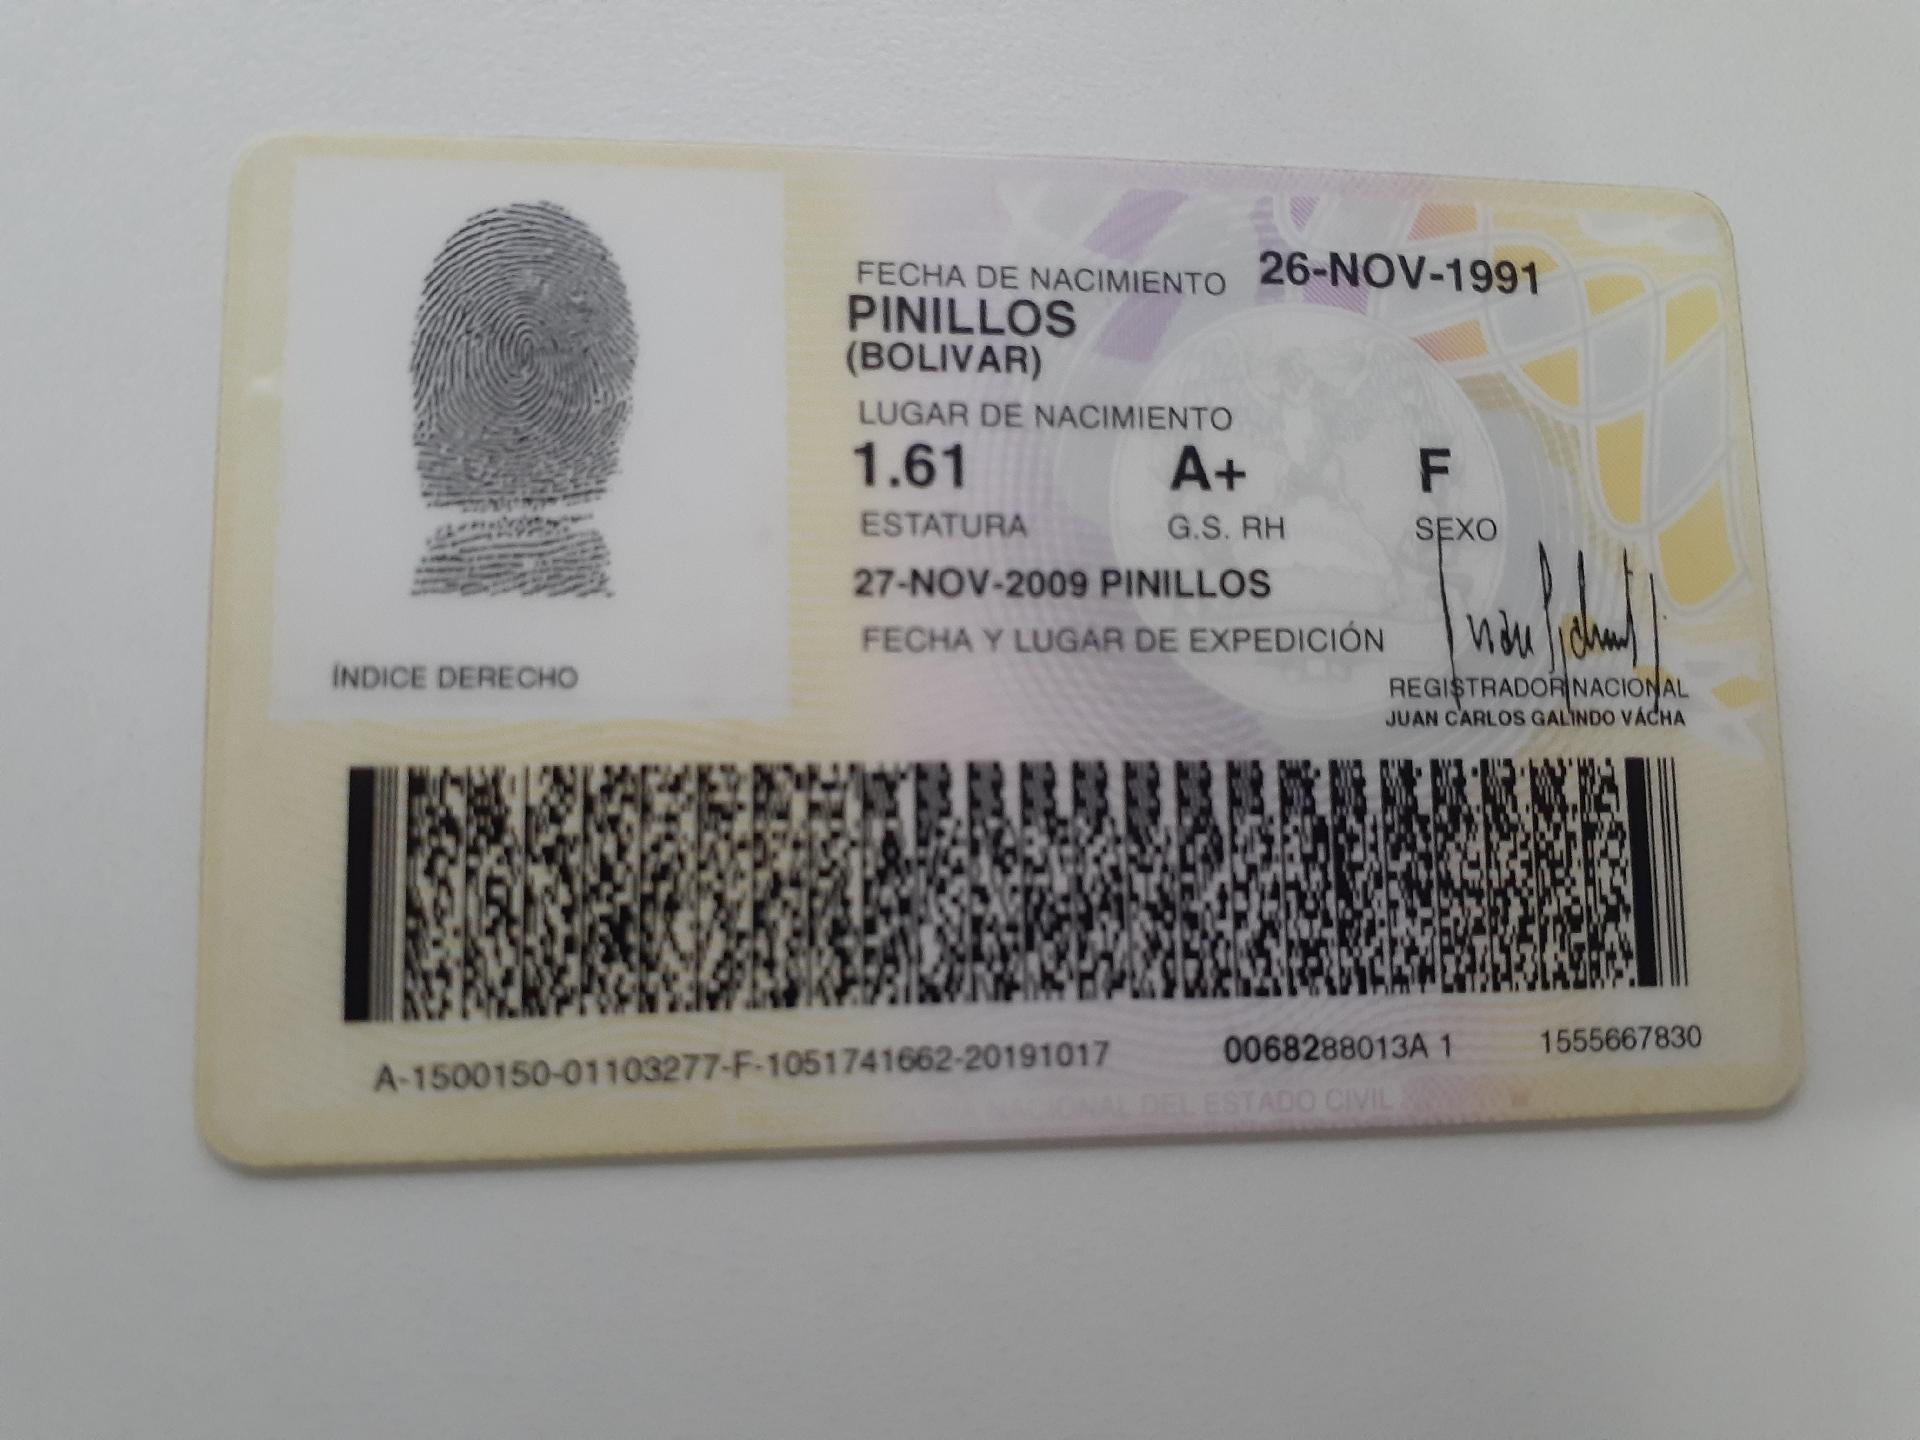 FECHA DE NACIMIENTO 26-NOV-1991
PINILLOS
(BOLIVAR)
LUGAR DE NACIMIENTO
1.61 A+ F
ESTATURA G.S. RH SEXO
27-NOV-2009 PINILLOS
FECHA Y LUGAR DE EXPEDICIÓN
ÍNDICE DERECHO
REGISTRADOR NACIONAL
JUAN CARLOS GALINDO VÁCHA
A-1500150-01103277-F-1051741662-20191017 0068288013A 1 1555667830
NACIONAL DEL ESTADO CIVIL